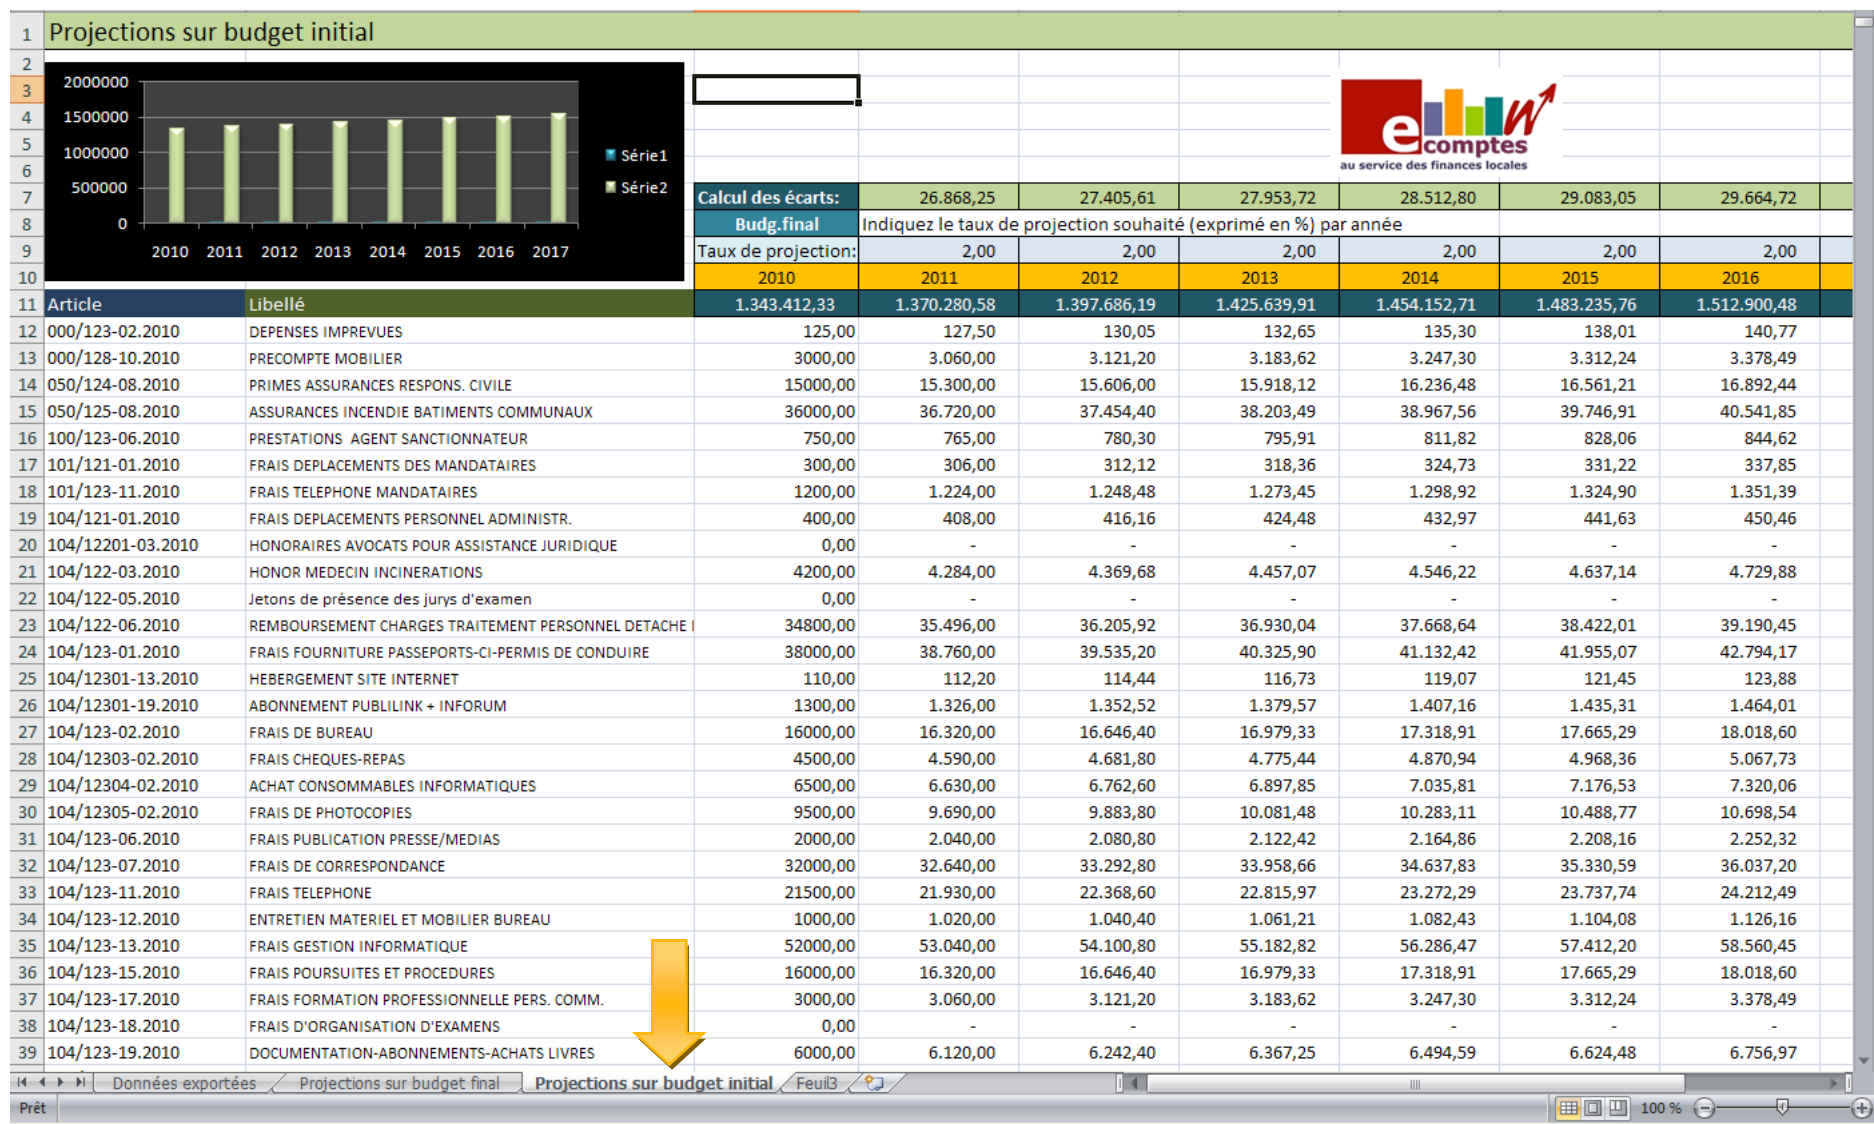 1 Projections sur budget initial
2
3
4
5
6
2000000
1500000
1000000
500000
0
2010 2011 2012 2013 2014 2015 2016 2017
Série1
Série2
e comptes
au service des finances locales
7 Calcul des écarts: 26.868,25 27.405,61 27.953,72 28.512,80 29.083,05 29.664,72
8 Budg.final Indiquez le taux de projection souhaité (exprimé en %) par année
9 Taux de projection: 2,00 2,00 2,00 2,00 2,00 2,00
10 2010 2011 2012 2013 2014 2015 2016
11 Article Libellé 1.343.412,33 1.370.280,58 1.397.686,19 1.425.639,91 1.454.152,71 1.483.235,76 1.512.900,48
12 000/123-02.2010 DEPENSES IMPREVUES 125,00 127,50 130,05 132,65 135,30 138,01 140,77
13 000/128-10.2010 PRECOMPTE MOBILIER 3000,00 3.060,00 3.121,20 3.183,62 3.247,30 3.312,24 3.378,49
14 050/124-08.2010 PRIMES ASSURANCES RESPONS. CIVILE 15000,00 15.300,00 15.606,00 15.918,12 16.236,48 16.561,21 16.892,44
15 050/125-08.2010 ASSURANCES INCENDIE BATIMENTS COMMUNAUX 36000,00 36.720,00 37.454,40 38.203,49 38.967,56 39.746,91 40.541,85
16 100/123-06.2010 PRESTATIONS AGENT SANCTIONNATEUR 750,00 765,00 780,30 795,91 811,82 828,06 844,62
17 101/121-01.2010 FRAIS DEPLACEMENTS DES MANDATAIRES 300,00 306,00 312,12 318,36 324,73 331,22 337,85
18 101/123-11.2010 FRAIS TELEPHONE MANDATAIRES 1200,00 1.224,00 1.248,48 1.273,45 1.298,92 1.324,90 1.351,39
19 104/121-01.2010 FRAIS DEPLACEMENTS PERSONNEL ADMINISTR. 400,00 408,00 416,16 424,48 432,97 441,63 450,46
20 104/12201-03.2010 HONORAIRES AVOCATS POUR ASSISTANCE JURIDIQUE 0,00 - - - - - -
21 104/122-03.2010 HONOR MEDECIN INCINERATIONS 4200,00 4.284,00 4.369,68 4.457,07 4.546,22 4.637,14 4.729,88
22 104/122-05.2010 Jetons de présence des jurys d'examen 0,00 - - - - - -
23 104/122-06.2010 REMBOURSEMENT CHARGES TRAITEMENT PERSONNEL DETACHE 34800,00 35.496,00 36.205,92 36.930,04 37.668,64 38.422,01 39.190,45
24 104/123-01.2010 FRAIS FOURNITURE PASSEPORTS-CI-PERMIS DE CONDUIRE 38000,00 38.760,00 39.535,20 40.325,90 41.132,42 41.955,07 42.794,17
25 104/12301-13.2010 HEBERGEMENT SITE INTERNET 110,00 112,20 114,44 116,73 119,07 121,45 123,88
26 104/12301-19.2010 ABONNEMENT PUBLILINK + INFORUM 1300,00 1.326,00 1.352,52 1.379,57 1.407,16 1.435,31 1.464,01
27 104/123-02.2010 FRAIS DE BUREAU 16000,00 16.320,00 16.646,40 16.979,33 17.318,91 17.665,29 18.018,60
28 104/12303-02.2010 FRAIS CHEQUES-REPAS 4500,00 4.590,00 4.681,80 4.775,44 4.870,94 4.968,36 5.067,73
29 104/12304-02.2010 ACHAT CONSOMMABLES INFORMATIQUES 6500,00 6.630,00 6.762,60 6.897,85 7.035,81 7.176,53 7.320,06
30 104/12305-02.2010 FRAIS DE PHOTOCOPIES 9500,00 9.690,00 9.883,80 10.081,48 10.283,11 10.488,77 10.698,54
31 104/123-06.2010 FRAIS PUBLICATION PRESSE/MEDIAS 2000,00 2.040,00 2.080,80 2.122,42 2.164,86 2.208,16 2.252,32
32 104/123-07.2010 FRAIS DE CORRESPONDANCE 32000,00 32.640,00 33.292,80 33.958,66 34.637,83 35.330,59 36.037,20
33 104/123-11.2010 FRAIS TELEPHONE 21500,00 21.930,00 22.368,60 22.815,97 23.272,29 23.737,74 24.212,49
34 104/123-12.2010 ENTRETIEN MATERIEL ET MOBILIER BUREAU 1000,00 1.020,00 1.040,40 1.061,21 1.082,43 1.104,08 1.126,16
35 104/123-13.2010 FRAIS GESTION INFORMATIQUE 52000,00 53.040,00 54.100,80 55.182,82 56.286,47 57.412,20 58.560,45
36 104/123-15.2010 FRAIS POURSUITES ET PROCEDURES 16000,00 16.320,00 16.646,40 16.979,33 17.318,91 17.665,29 18.018,60
37 104/123-17.2010 FRAIS FORMATION PROFESSIONNELLE PERS. COMM. 3000,00 3.060,00 3.121,20 3.183,62 3.247,30 3.312,24 3.378,49
38 104/123-18.2010 FRAIS D'ORGANISATION D'EXAMENS 0,00 - - - - - -
39 104/123-19.2010 DOCUMENTATION-ABONNEMENTS-ACHATS LIVRES 6000,00 6.120,00 6.242,40 6.367,25 6.494,59 6.624,48 6.756,97
Données exportées Projections sur budget final Projections sur budget initial Feuil3
Prêt 100 %